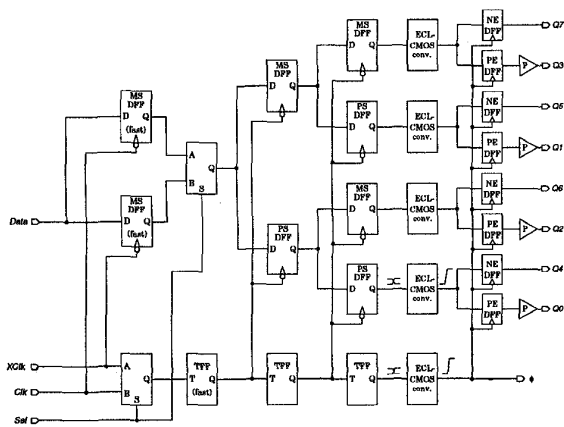 MS
DFF
D Q
ECL-
CMOS
conv.
NE
DFF
Q7
PE
DFF
P
Q3
MS
DFF
D Q
MS
DFF
D Q
(fast)
PS
DFF
D Q
ECL-
CMOS
conv.
NE
DFF
Q5
PE
DFF
P
Q1
A
B
S
Q
Data
MS
DFF
D Q
(fast)
MS
DFF
D Q
ECL-
CMOS
conv.
NE
DFF
Q6
PE
DFF
P
Q2
PS
DFF
D Q
PS
DFF
D Q
ECL-
CMOS
conv.
NE
DFF
Q4
PE
DFF
P
Q0
XClk
Clk
Sel
A
B
S
Q
TFF
T Q
(fast)
TFF
T Q
TFF
T Q
ECL-
CMOS
conv.